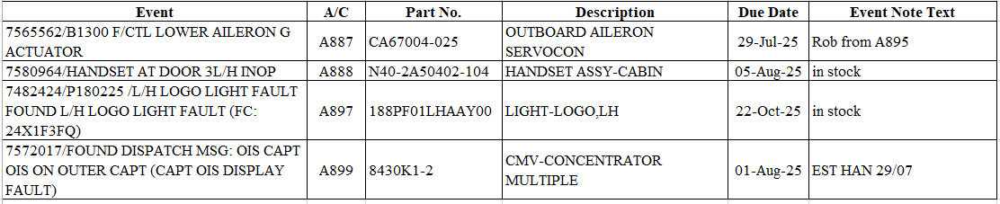 Event A/C Part No. Description Due Date Event Note Text
7565562/B1300 F/CTL LOWER AILERON G
ACTUATOR A887 CA67004-025 OUTBOARD AILERON
SERVOCON 29-Jul-25 Rob from A895
7580964/HANDSET AT DOOR 3L/H INOP A888 N40-2A50402-104 HANDSET ASSY-CABIN 05-Aug-25 in stock
7482424/P180225 /L/H LOGO LIGHT FAULT
FOUND L/H LOGO LIGHT FAULT (FC:
24X1F3FQ) A897 188PF01LHAAY00 LIGHT-LOGO,LH 22-Oct-25 in stock
7572017/FOUND DISPATCH MSG: OIS CAPT
OIS ON OUTER CAPT (CAPT OIS DISPLAY
FAULT) A899 8430K1-2 CMV-CONCENTRATOR
MULTIPLE 01-Aug-25 EST HAN 29/07